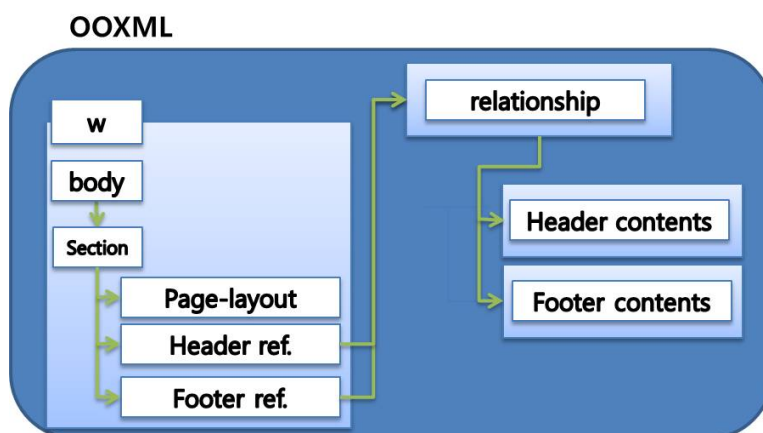 OOXML
w
body
Section
Page-layout
Header ref.
Footer ref.
relationship
Header contents
Footer contents